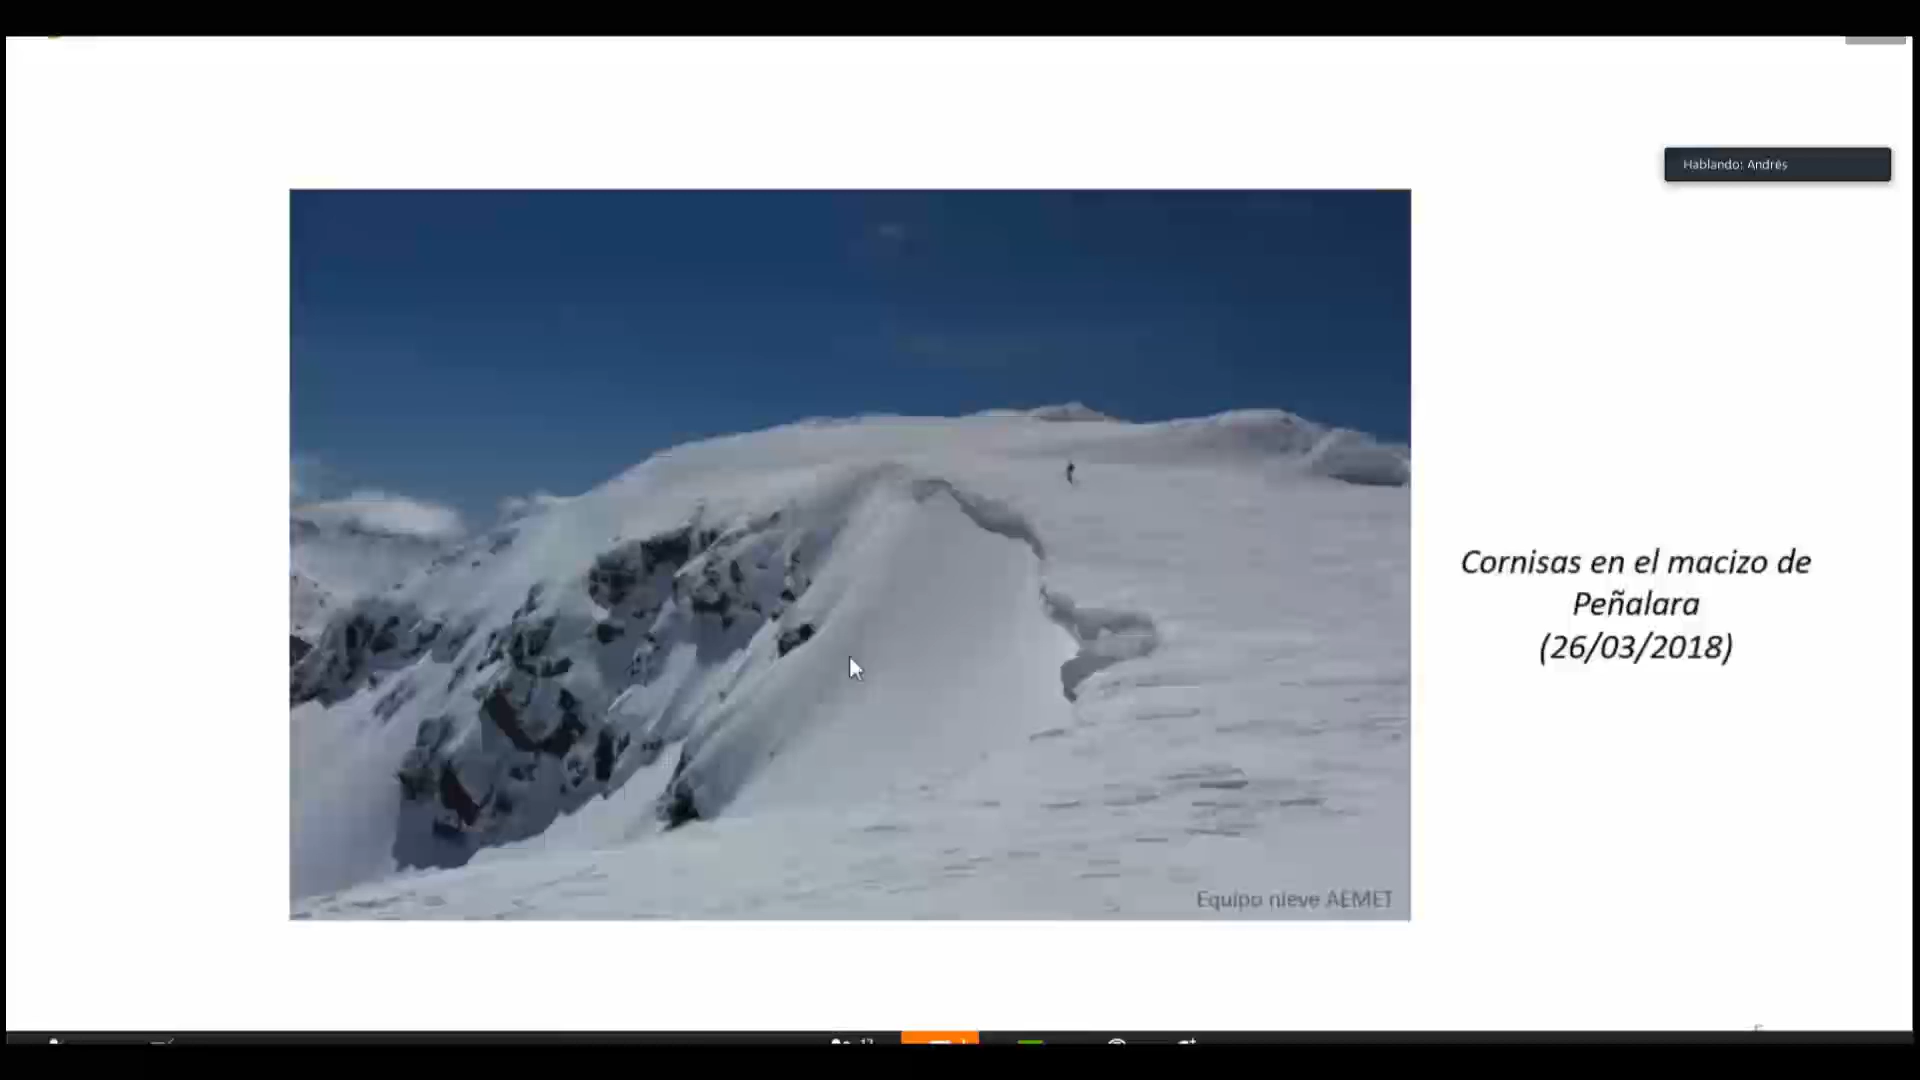 Hablando: Andrés
Cornisas en el macizo de
Peñalara
(26/03/2018)
Equipo nieve AEMET